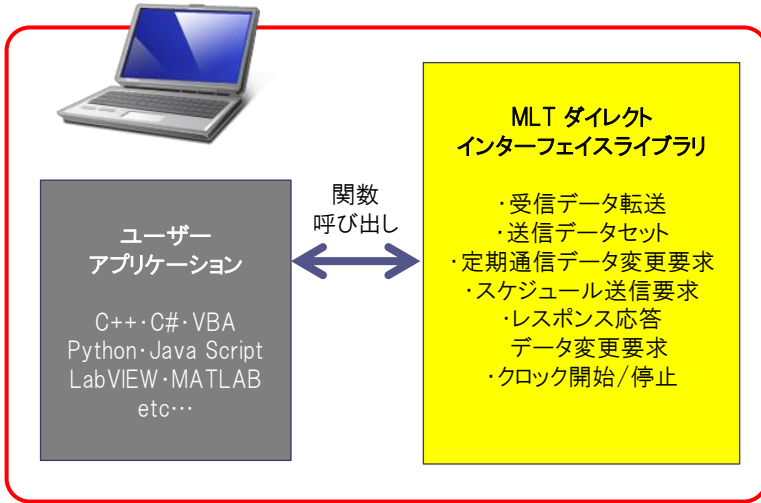 ユーザー
アプリケーション
C++・C#・VBA
Python・Java Script
LabVIEW・MATLAB
etc…
関数
呼び出し
MLT ダイレクト
インターフェイスライブラリ
・受信データ転送
・送信データセット
・定期通信データ変更要求
・スケジュール送信要求
・レスポンス応答
データ変更要求
・クロック開始/停止